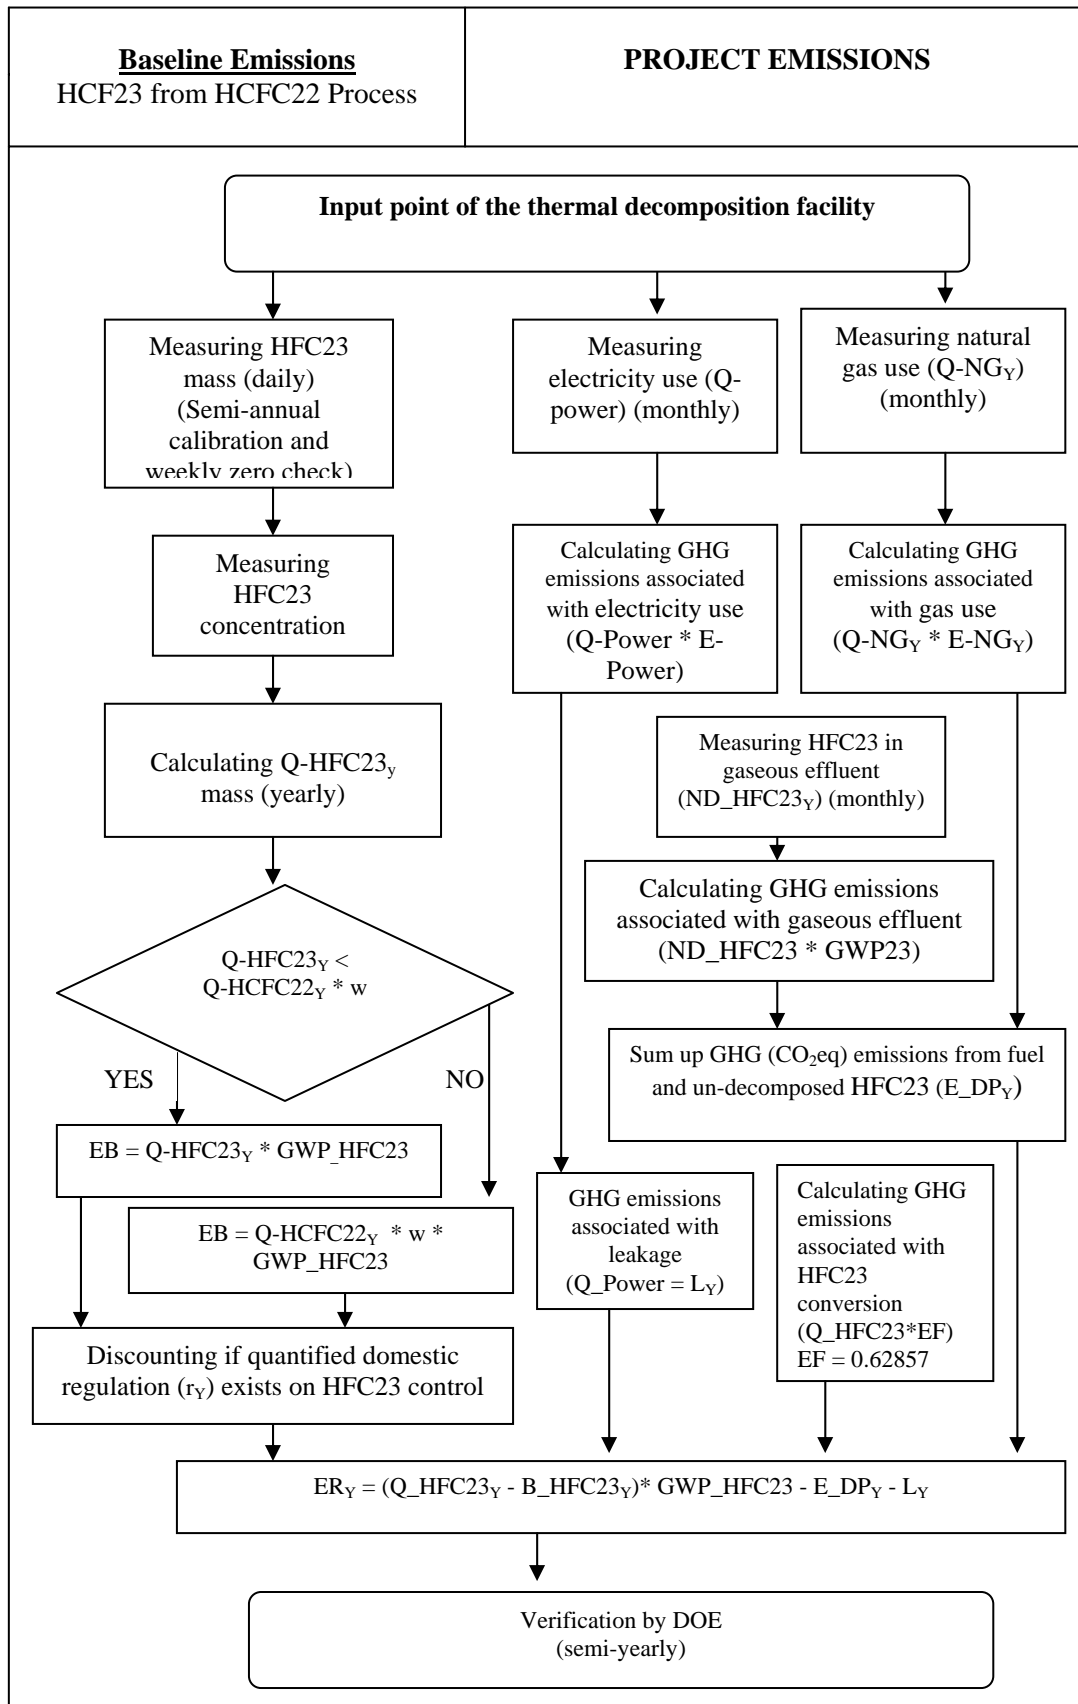 Baseline Emissions
HCF23 from HCFC22 Process
PROJECT EMISSIONS
Input point of the thermal decomposition facility
Measuring HFC23
mass (daily)
(Semi-annual
calibration and
weekly zero check)
Measuring
HFC23
concentration
Calculating Q-HFC23y
mass (yearly)
Q-HFC23Y <
Q-HCFC22Y * w
YES
NO
EB = Q-HFC23Y * GWP_HFC23
EB = Q-HCFC22Y * w *
GWP_HFC23
Discounting if quantified domestic
regulation (rY) exists on HFC23 control
Measuring
electricity use (Q-
power) (monthly)
Calculating GHG
emissions associated
with electricity use
(Q-Power * E-
Power)
Measuring natural
gas use (Q-NGY)
(monthly)
Calculating GHG
emissions associated
with gas use
(Q-NGY * E-NGY)
Measuring HFC23 in
gaseous effluent
(ND_HFC23Y) (monthly)
Calculating GHG emissions
associated with gaseous effluent
(ND_HFC23 * GWP23)
Sum up GHG (CO2eq) emissions from fuel
and un-decomposed HFC23 (E_DPY)
GHG emissions
associated with
leakage
(Q_Power = LY)
Calculating GHG
emissions
associated with
HFC23
conversion
(Q_HFC23*EF)
EF = 0.62857
ERY = (Q_HFC23Y - B_HFC23Y)* GWP_HFC23 - E_DPY - LY
Verification by DOE
(semi-yearly)